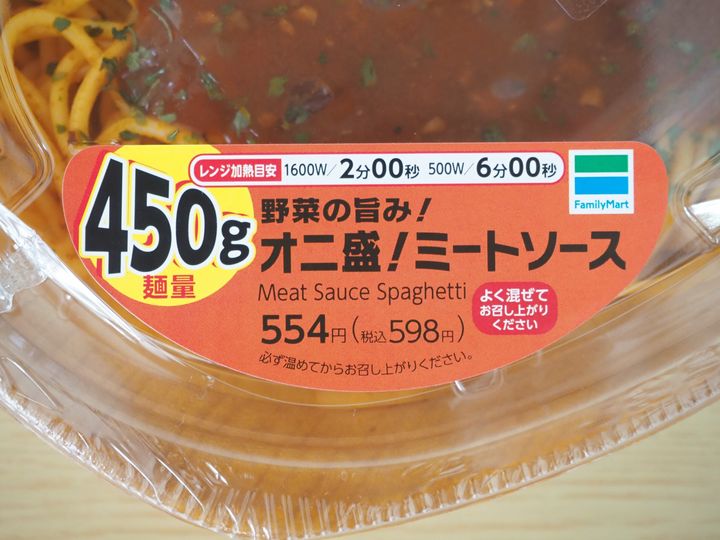 レンジ加熱目安 1600W/2分00秒 500W/6分00秒
FamilyMart
450g
麺量
野菜の旨み!
オニ盛!ミートソース
Meat Sauce Spaghetti
よく混ぜて
お召し上がり
ください
554円(税込598円)
必ず温めてからお召し上がりください。